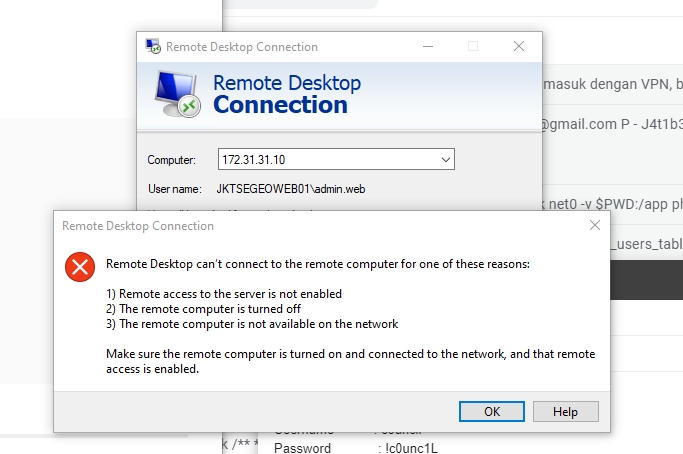 Remote Desktop Connection
masuk dengan VPN, b
Remote Desktop
Connection
@gmail.com P - J4t1b3
Computer:
172.31.31.10
User name:
JKTSEGEOWEB01\admin.web
net0 -v $PWD:/app ph
Remote Desktop Connection
_users_tabl
Remote Desktop can't connect to the remote computer for one of these reasons:
1) Remote access to the server is not enabled
2) The remote computer is turned off
3) The remote computer is not available on the network
Make sure the remote computer is turned on and connected to the network, and that remote
access is enabled.
OK
Help
k /** *
Password : !c0unc1L